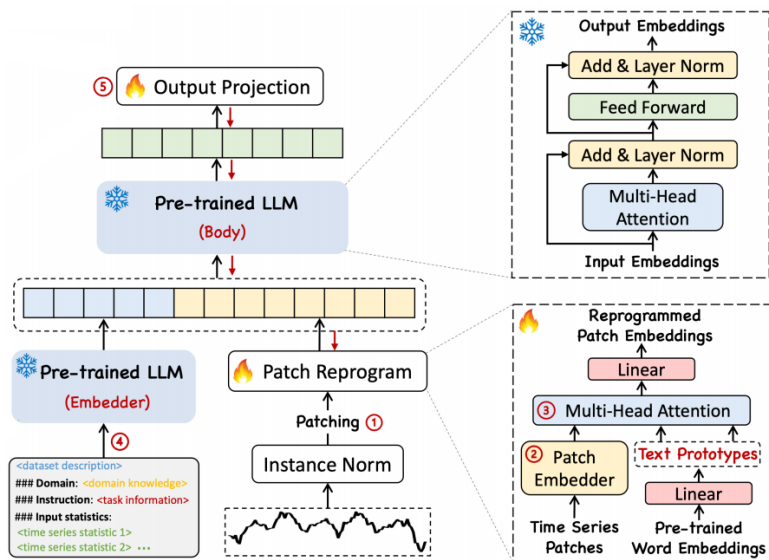 ⑤ Output Projection
Pre-trained LLM
(Body)
Pre-trained LLM
(Embedder)
④
<dataset description>
### Domain: <domain knowledge>
### Instruction: <task information>
### Input statistics:
<time series statistic 1>
<time series statistic 2> •••
Patch Reprogram
Patching ①
Instance Norm
Output Embeddings
Add & Layer Norm
Feed Forward
Add & Layer Norm
Multi-Head
Attention
Input Embeddings
Reprogrammed
Patch Embeddings
Linear
③ Multi-Head Attention
② Patch
Embedder
Text Prototypes
Linear
Time Series
Patches
Pre-trained
Word Embeddings